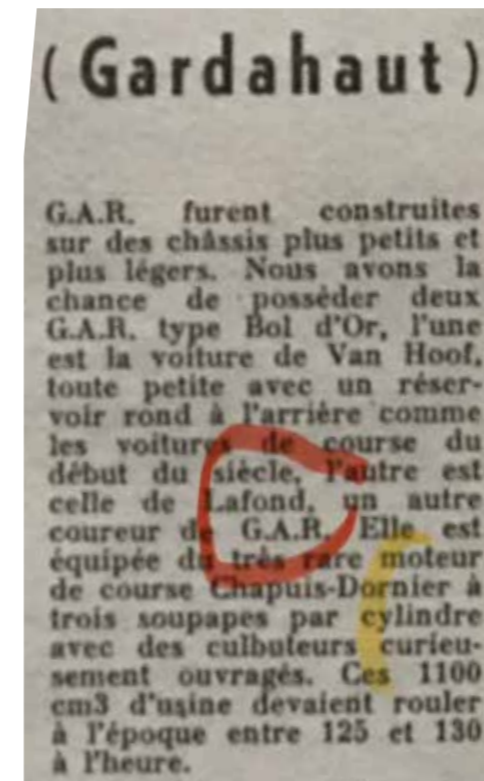 (Gardahaut)
G.A.R. furent construites
sur des châssis plus petits et
plus légers. Nous avons la
chance de posséder deux
G.A.R. type Bol d'Or, l'une
est la voiture de Van Hoof,
toute petite avec un réser-
voir rond à l'arrière comme
les voitures de course du
début du siècle, l'autre est
celle de Lafond, un autre
coureur de G.A.R. Elle est
équipée du très rare moteur
de course Chapuis-Dornier à
trois soupapes par cylindre
avec des culbuteurs curieu-
sement ouvragés. Ces 1100
cm3 d'usine devaient rouler
à l'époque entre 125 et 130
à l'heure.